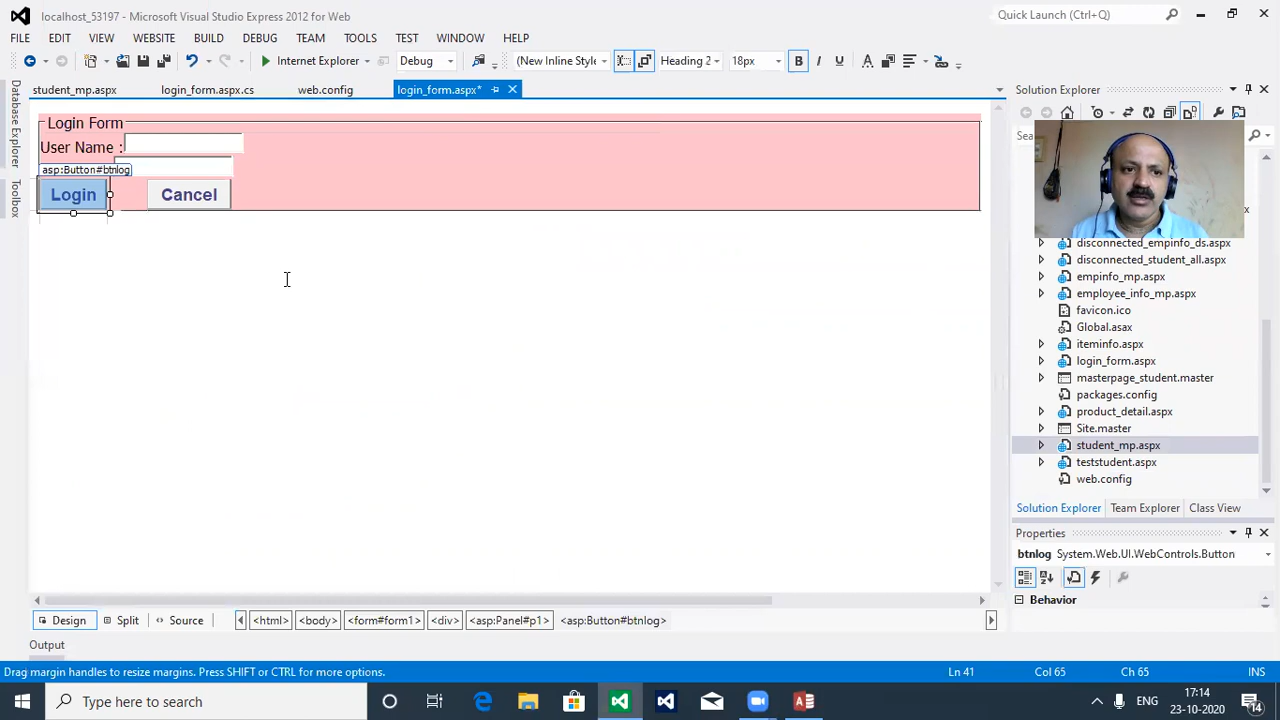 localhost_53197 - Microsoft Visual Studio Express 2012 for Web
Quick Launch (Ctrl+Q)
FILE EDIT VIEW WEBSITE BUILD DEBUG TEAM TOOLS TEST WINDOW HELP
Internet Explorer Debug (New Inline Style Heading 2 18px B I U A
student_mp.aspx login_form.aspx.cs web.config login_form.aspx*
Solution Explorer
Database Explorer
Toolbox
Login Form
User Name :
asp:Button#btnlog
Login Cancel
disconnected_empinfo_ds.aspx
disconnected_student_all.aspx
empinfo_mp.aspx
employee_info_mp.aspx
favicon.ico
Global.asax
iteminfo.aspx
login_form.aspx
masterpage_student.master
packages.config
product_detail.aspx
Site.master
student_mp.aspx
teststudent.aspx
web.config
Solution Explorer Team Explorer Class View
Properties
btnlog System.Web.UI.WebControls.Button
Behavior
Design Split Source <html> <body> <form#form1> <div> <asp:Panel#p1> <asp:Button#btnlog>
Output
Drag margin handles to resize margins. Press SHIFT or CTRL for more options. Ln 41 Col 65 Ch 65 INS
Type here to search
ENG 17:14
23-10-2020
14